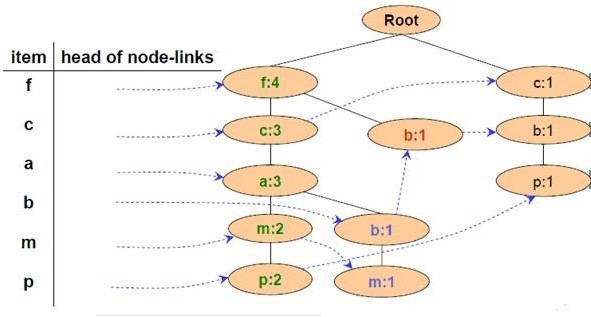 Root
item head of node-links
f f:4 c:1
c c:3 b:1 b:1
a a:3 p:1
b m:2 b:1
m
p p:2 m:1